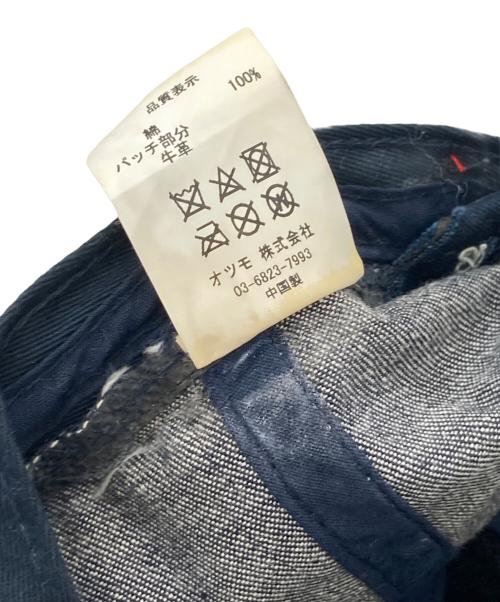 品質表示
綿 100%
パッチ部分
牛革
オツモ 株式会社
03-6823-7993
中国製